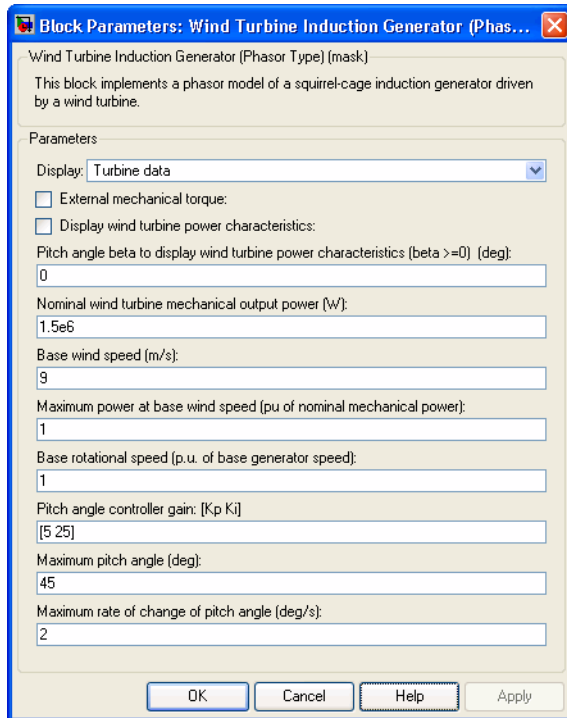 Block Parameters: Wind Turbine Induction Generator (Phas...
Wind Turbine Induction Generator (Phasor Type) (mask)
This block implements a phasor model of a squirrel-cage induction generator driven
by a wind turbine.
Parameters
Display: Turbine data
External mechanical torque:
Display wind turbine power characteristics:
Pitch angle beta to display wind turbine power characteristics (beta >=0) (deg):
0
Nominal wind turbine mechanical output power (W):
1.5e6
Base wind speed (m/s):
9
Maximum power at base wind speed (pu of nominal mechanical power):
1
Base rotational speed (p.u. of base generator speed):
1
Pitch angle controller gain: [Kp Ki]
[5 25]
Maximum pitch angle (deg):
45
Maximum rate of change of pitch angle (deg/s):
2
OK Cancel Help Apply